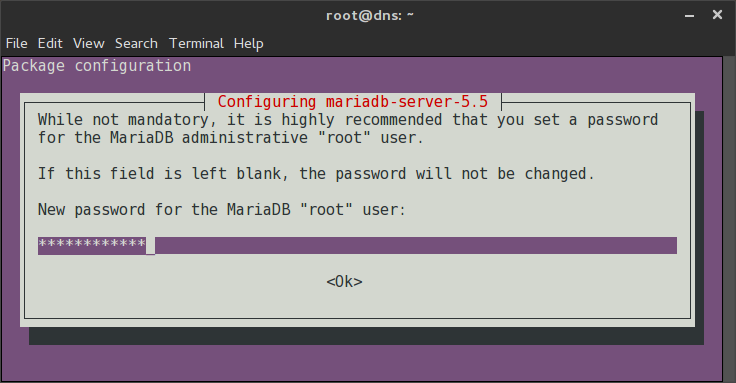 root@dns: ~
File Edit View Search Terminal Help
Package configuration
Configuring mariadb-server-5.5
While not mandatory, it is highly recommended that you set a password
for the MariaDB administrative "root" user.
If this field is left blank, the password will not be changed.
New password for the MariaDB "root" user:
************_
<Ok>